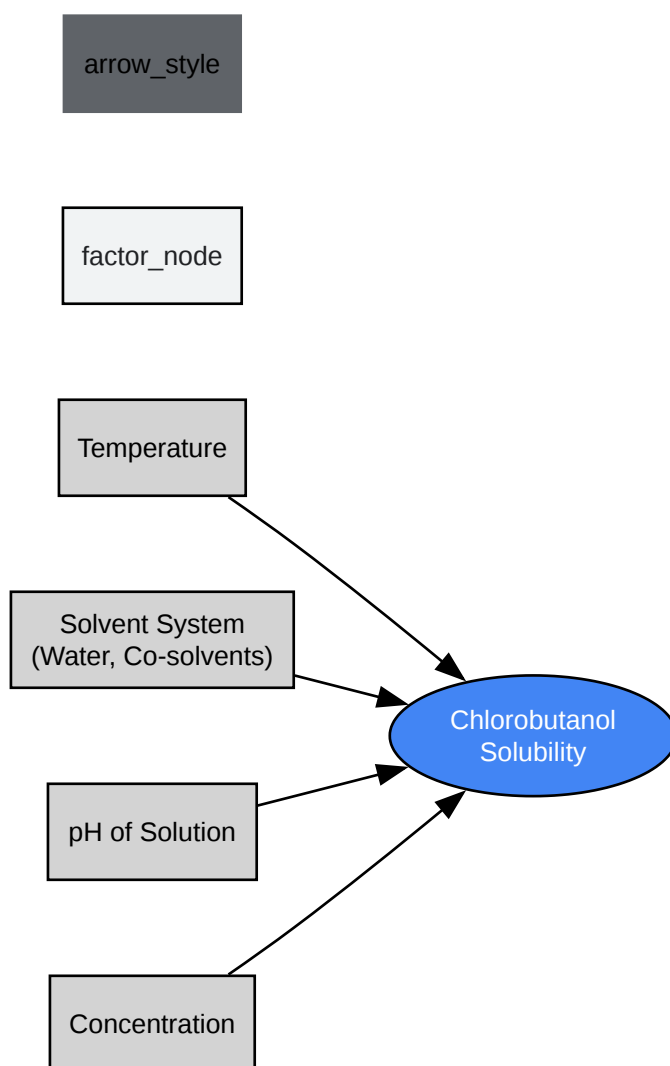 arrow_style
factor_node
Temperature
Solvent System
(Water, Co-solvents)
Chlorobutanol
Solubility
pH of Solution
Concentration